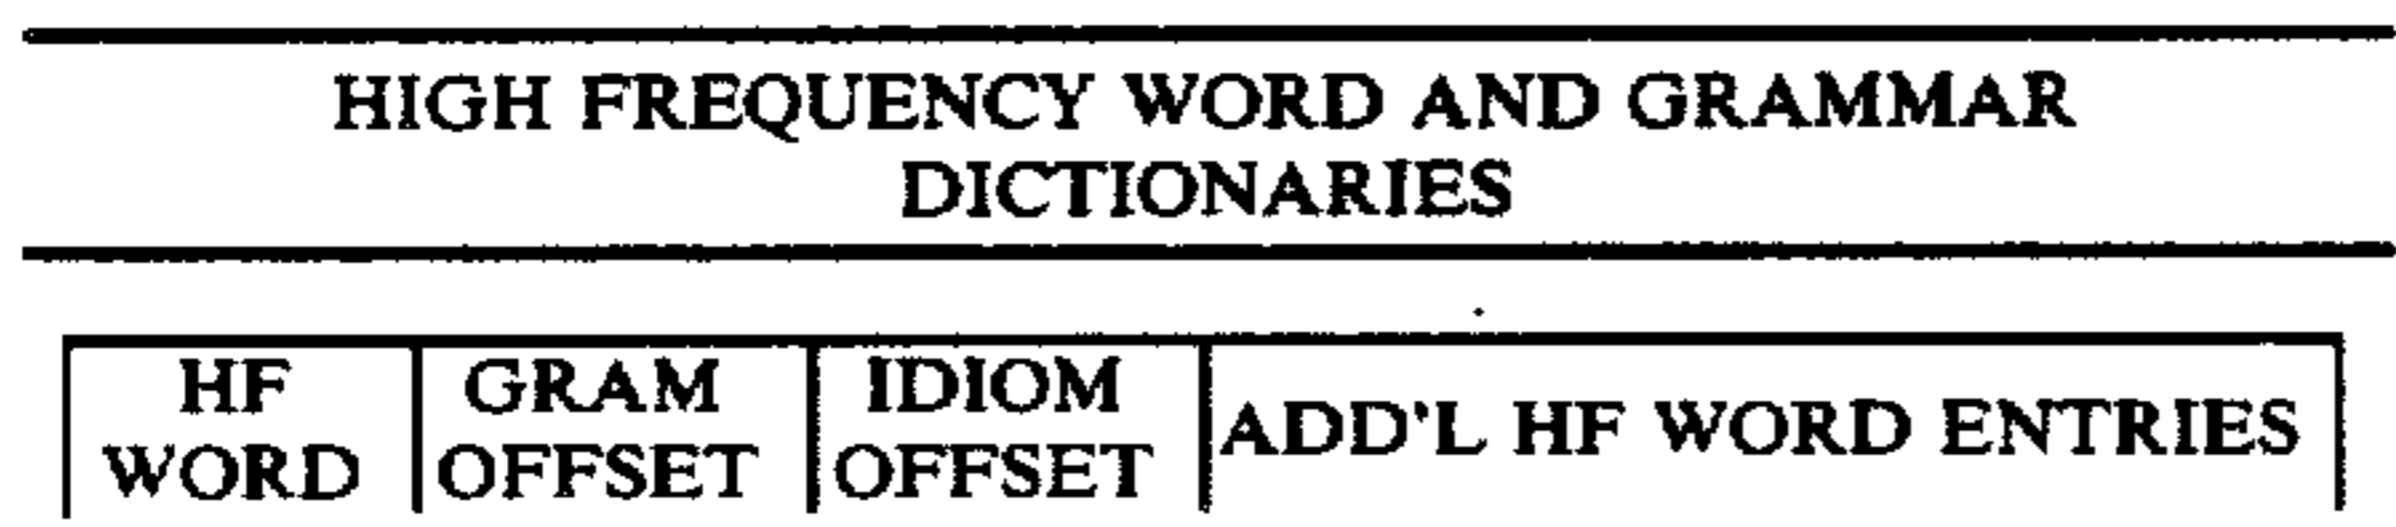 HIGH FREQUENCY WORD AND GRAMMAR
DICTIONARIES
HF WORD
GRAM OFFSET
IDIOM OFFSET
ADD'L HF WORD ENTRIES